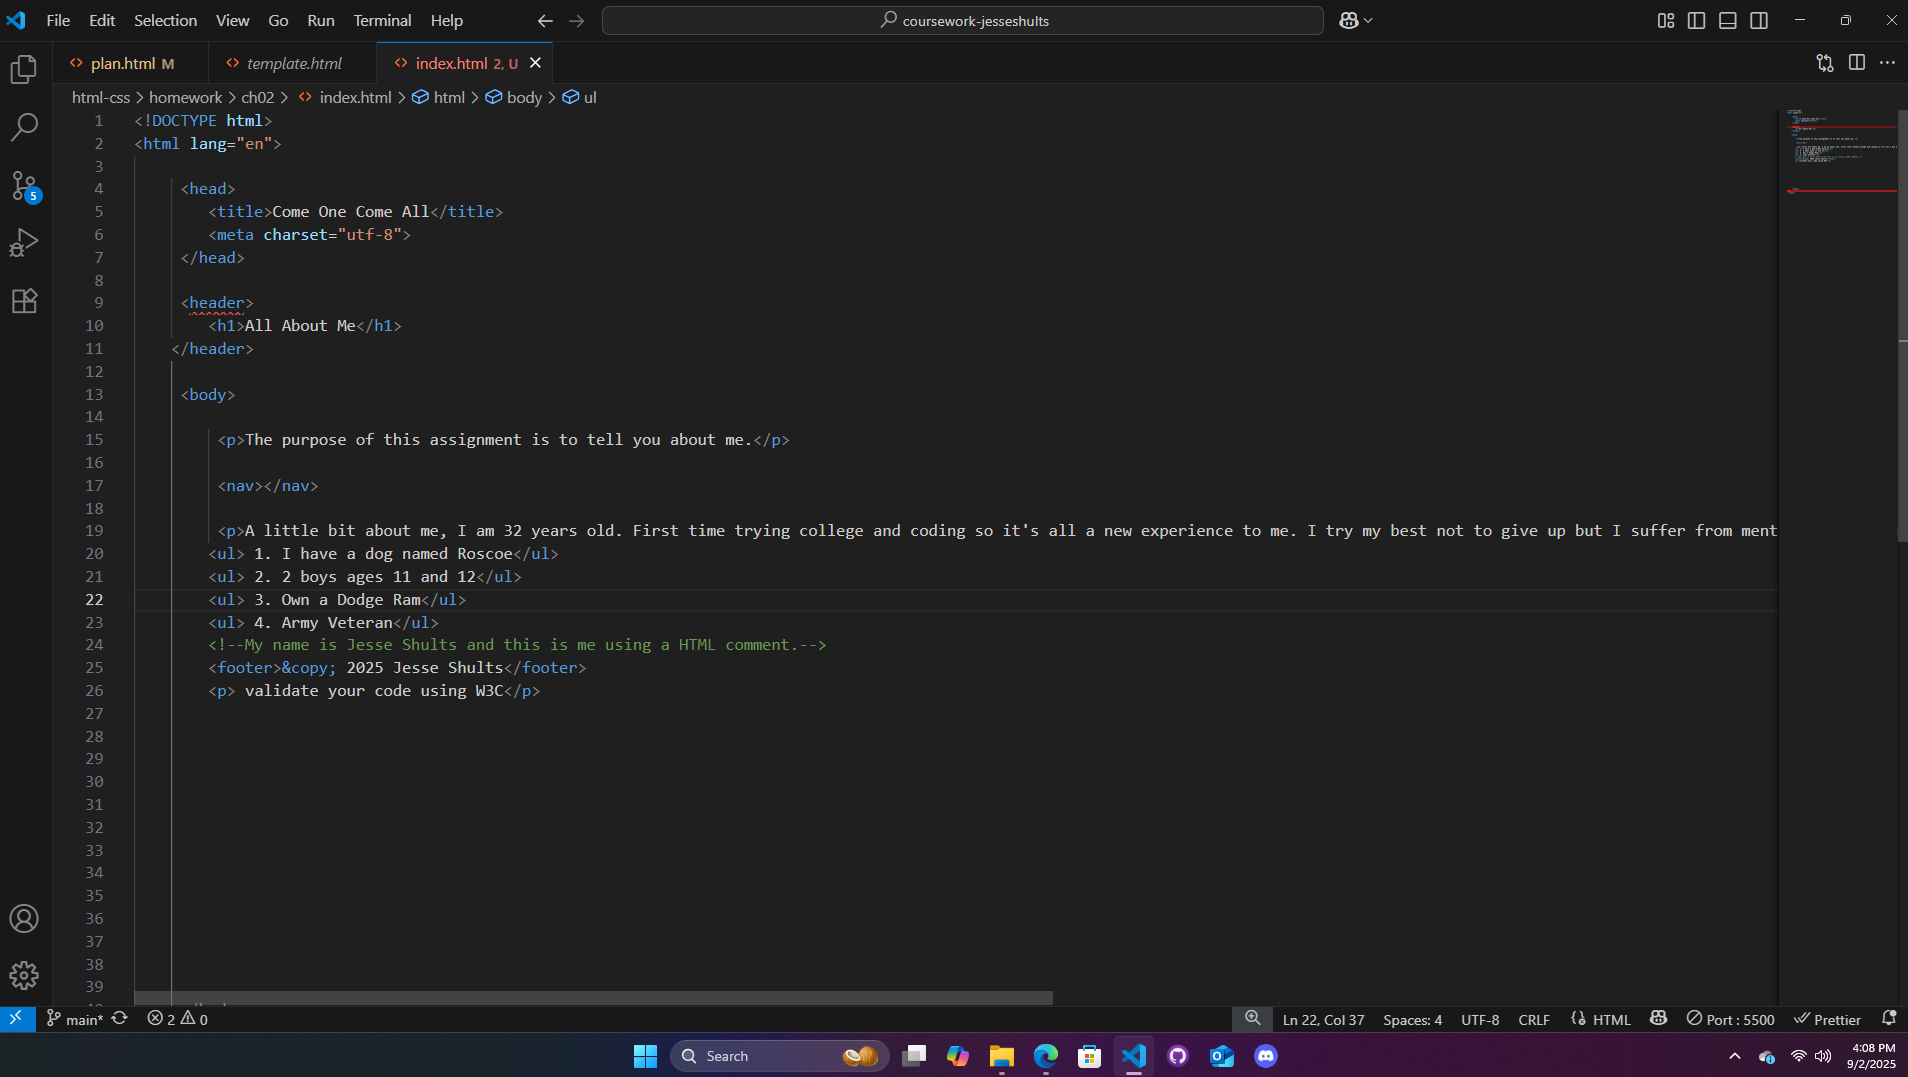 File Edit Selection View Go Run Terminal Help coursework-jesseshults
plan.html M template.html index.html 2, U
html-css > homework > ch02 > index.html > html > body > ul
1 <!DOCTYPE html>
2 <html lang="en">
3
4 <head>
5 <title>Come One Come All</title>
6 <meta charset="utf-8">
7 </head>
8
9 <header>
10 <h1>All About Me</h1>
11 </header>
12
13 <body>
14
15 <p>The purpose of this assignment is to tell you about me.</p>
16
17 <nav></nav>
18
19 <p>A little bit about me, I am 32 years old. First time trying college and coding so it's all a new experience to me. I try my best not to give up but I suffer from ment
20 <ul> 1. I have a dog named Roscoe</ul>
21 <ul> 2. 2 boys ages 11 and 12</ul>
22 <ul> 3. Own a Dodge Ram</ul>
23 <ul> 4. Army Veteran</ul>
24 <!--My name is Jesse Shults and this is me using a HTML comment.-->
25 <footer>&copy; 2025 Jesse Shults</footer>
26 <p> validate your code using W3C</p>
27
28
29
30
31
32
33
34
35
36
37
38
39
5
main* 2 0 Ln 22, Col 37 Spaces: 4 UTF-8 CRLF HTML Port : 5500 Prettier
Search 4:08 PM
9/2/2025